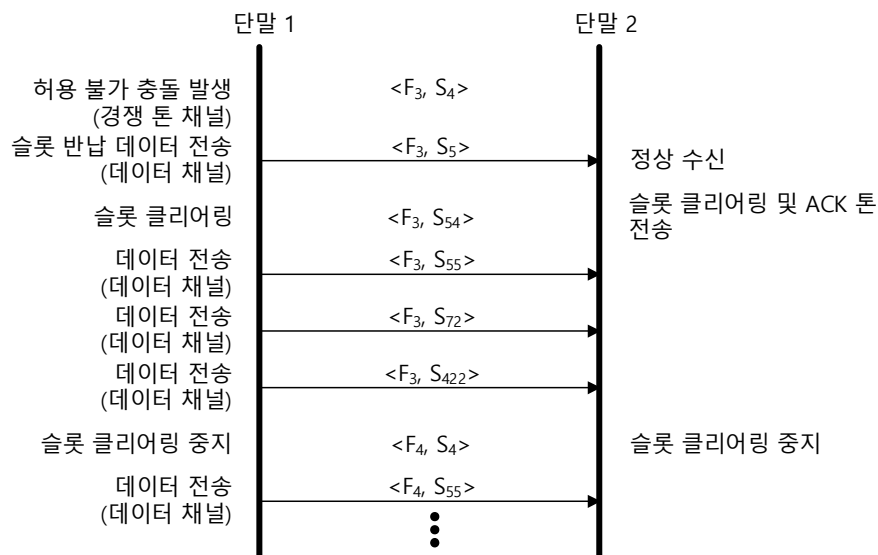 단말 1
단말 2
허용 불가 충돌 발생
(경쟁 톤 채널)
<F3, S4>
슬롯 반납 데이터 전송
(데이터 채널)
<F3, S5>
정상 수신
슬롯 클리어링
<F3, S54>
슬롯 클리어링 및 ACK 톤
전송
데이터 전송
(데이터 채널)
<F3, S55>
데이터 전송
(데이터 채널)
<F3, S72>
데이터 전송
(데이터 채널)
<F3, S422>
슬롯 클리어링 중지
<F4, S4>
슬롯 클리어링 중지
데이터 전송
(데이터 채널)
<F4, S55>